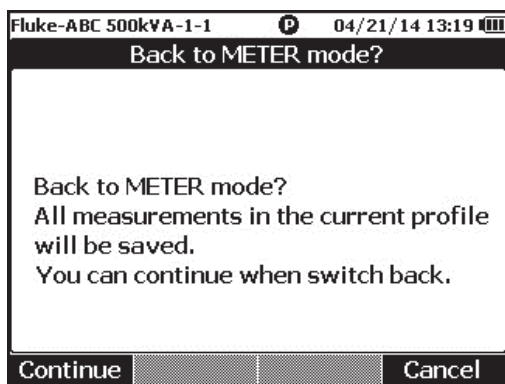 Fluke-ABC 500kVA-1-1 P 04/21/14 13:19
Back to METER mode?
Back to METER mode?
All measurements in the current profile
will be saved.
You can continue when switch back.
Continue Cancel